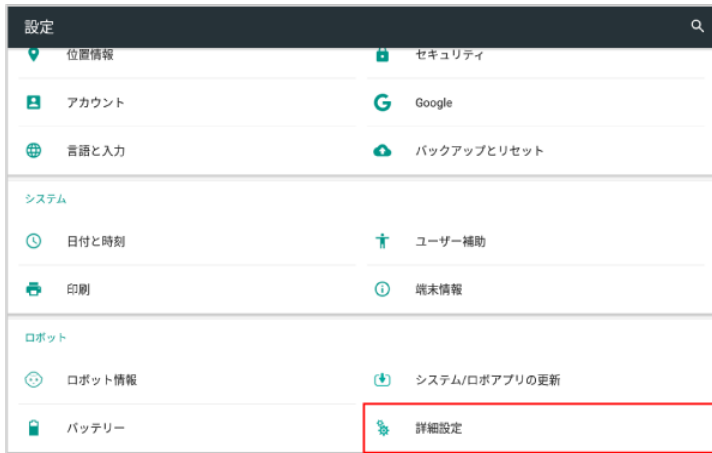 設定
位置情報
セキュリティ
アカウント
Google
言語と入力
バックアップとリセット
システム
日付と時刻
ユーザー補助
印刷
端末情報
ロボット
ロボット情報
システム/ロボアプリの更新
バッテリー
詳細設定